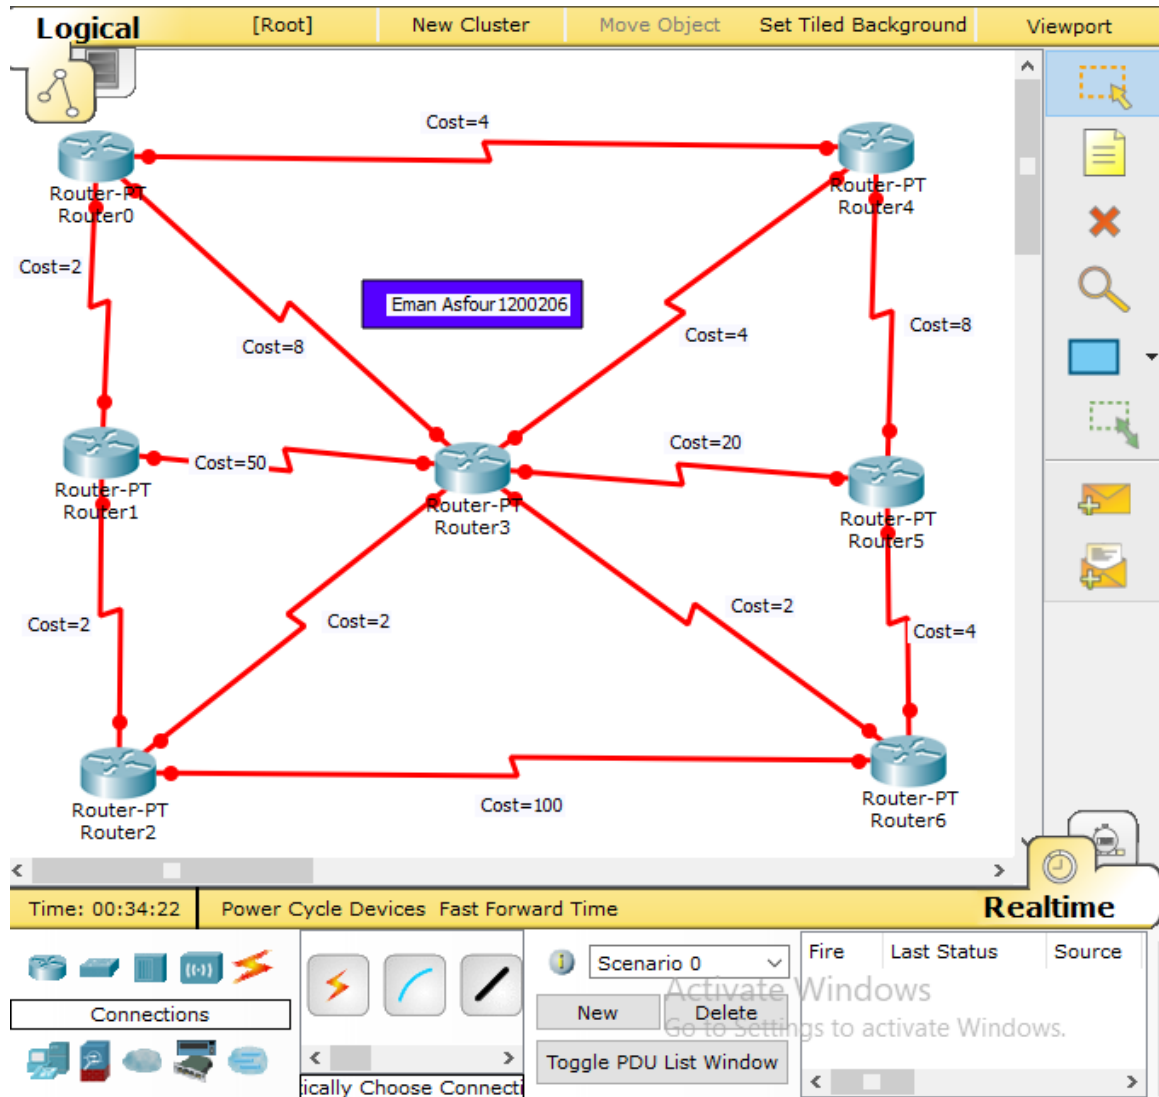 Logical
[Root]
New Cluster
Move Object
Set Tiled Background
Viewport
Cost=4
Router-PT
Router0
Router-PT
Router4
Cost=2
Eman Asfour1200206
Cost=8
Cost=4
Cost=8
Cost=50
Cost=20
Router-PT
Router1
Router-PT
Router3
Router-PT
Router5
Cost=2
Cost=2
Cost=2
Cost=4
Router-PT
Router2
Cost=100
Router-PT
Router6
Time: 00:34:22
Power Cycle Devices Fast Forward Time
Realtime
Connections
ically Choose Connecti
Scenario 0
New
Delete
Toggle PDU List Window
Fire
Last Status
Source
Activate Windows
Go to Settings to activate Windows.